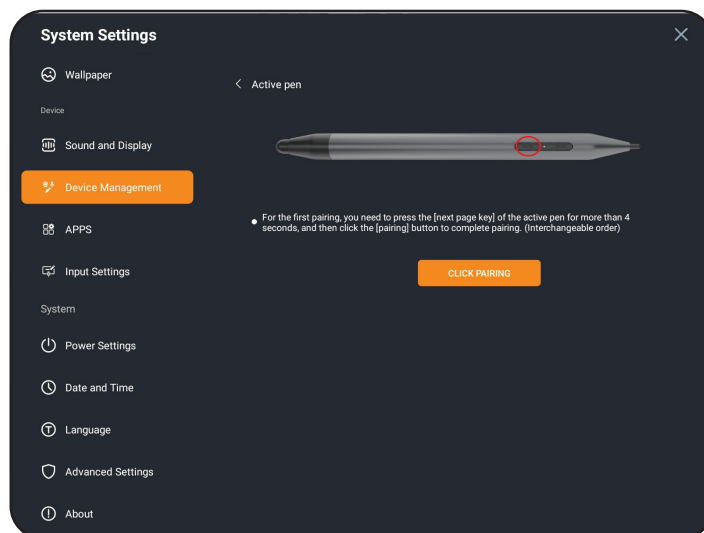 System Settings
Wallpaper
Active pen
Device
Sound and Display
Device Management
APPS
For the first pairing, you need to press the [next page key] of the active pen for more than 4
seconds, and then click the [pairing] button to complete pairing. (Interchangeable order)
Input Settings
CLICK PAIRING
System
Power Settings
Date and Time
Language
Advanced Settings
About